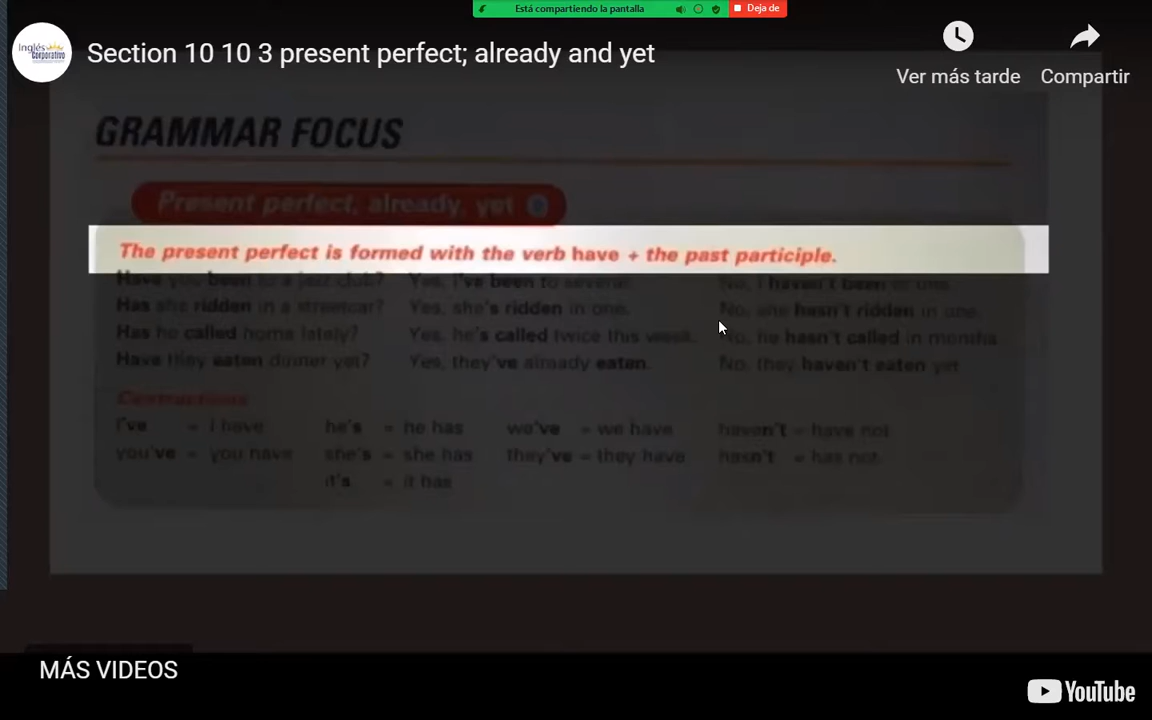 Está compartiendo la pantalla
Deja de
Inglés
Corporativo
Section 10 10 3 present perfect; already and yet
Ver más tarde
Compartir
GRAMMAR FOCUS
Present perfect, already, yet
The present perfect is formed with the verb have + the past participle.
Have you been to a jazz club? Yes, I've been to several. No, I haven't been to one.
Has she ridden in a streetcar? Yes, she's ridden in one. No, she hasn't ridden in one.
Has he called home lately? Yes, he's called twice this week. No, he hasn't called in months.
Have they eaten dinner yet? Yes, they've already eaten. No, they haven't eaten yet.
Contractions
I've = I have he's = he has we've = we have haven't = have not
you've = you have she's = she has they've = they have hasn't = has not
it's = it has
MÁS VIDEOS
YouTube